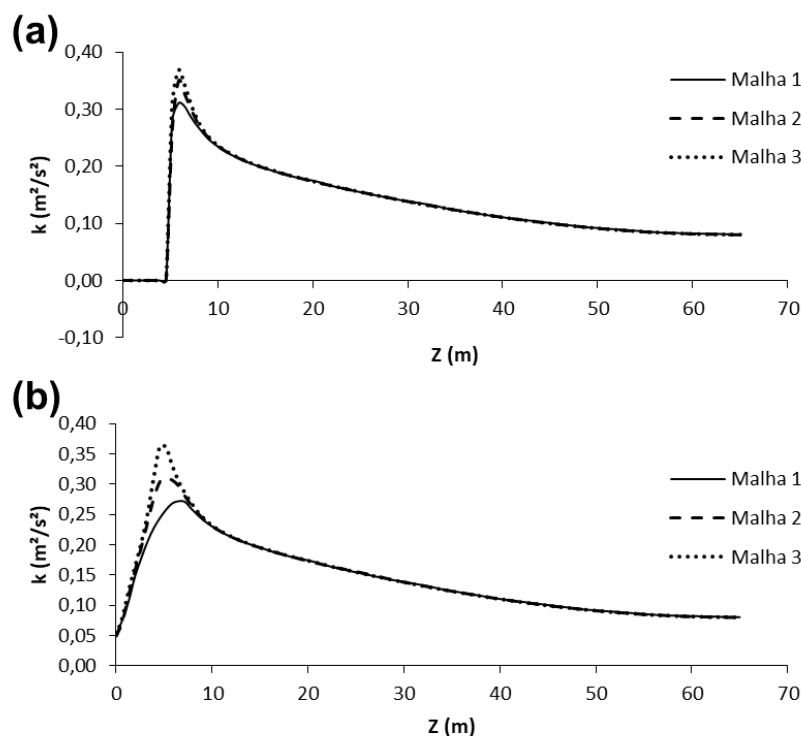 (a)
0,40
0,30
0,20
0,10
0,00
-0,10
k (m²/s²)
0 10 20 30 40 50 60 70
Z (m)
Malha 1
Malha 2
Malha 3
(b)
0,40
0,35
0,30
0,25
0,20
0,15
0,10
0,05
0,00
k (m²/s²)
0 10 20 30 40 50 60 70
Z (m)
Malha 1
Malha 2
Malha 3